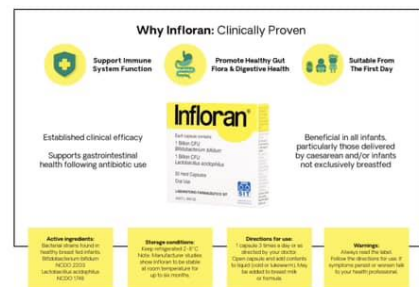 Why Infloran: Clinically Proven
Support Immune
System Function
Promote Healthy Gut
Flora & Digestive Health
Suitable From
The First Day
Infloran®
Each capsule contains
1 Billion CFU
Bifidobacterium bifidum
1 Billion CFU
Lactobacillus acidophilus
Established clinical efficacy
Supports gastrointestinal
health following antibiotic use
Beneficial in all infants,
particularly those delivered
by caesarean and/or infants
not exclusively breastfed
Active ingredients:
Bacterial strains found in
healthy breast fed infants.
Bifidobacterium bifidum
Lactobacillus acidophilus
Storage conditions:
Keep refrigerated 2-8°C
Note: Manufacturer studies
show Infloran to be stable
at room temperature for
up to six months.
Directions for use:
1 capsule 2 times a day or as
directed by your doctor
Open capsule and add contents
to liquid (cold or lukewarm). May
be added to breast milk
or formula.
Warnings:
Always read the label.
Follow the directions for use. If
symptoms persist or worsen talk
to your health professional.